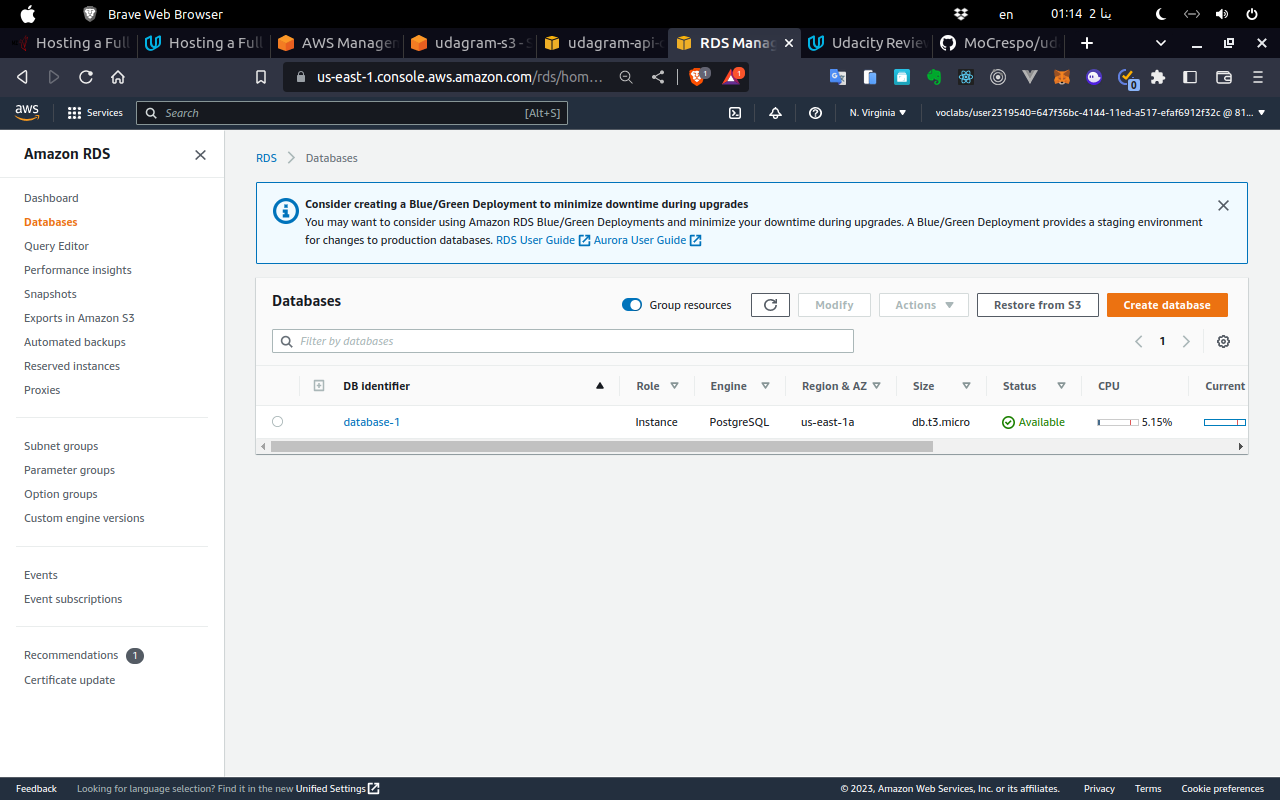 Brave Web Browser
en
01:14 2 ينا
Hosting a Full
Hosting a Full
AWS Manage
udagram-s3 - S
udagram-api-
RDS Manag
Udacity Review
MoCrespo/ud
us-east-1.console.aws.amazon.com/rds/hom...
1
1
0
aws
Services
Search
[Alt+S]
N. Virginia
voclabs/user2319540=647f36bc-4144-11ed-a517-efaf6912f32c @ 81...
Amazon RDS
Dashboard
Databases
Query Editor
Performance insights
Snapshots
Exports in Amazon S3
Automated backups
Reserved instances
Proxies
Subnet groups
Parameter groups
Option groups
Custom engine versions
Events
Event subscriptions
Recommendations 1
Certificate update
RDS
Databases
Consider creating a Blue/Green Deployment to minimize downtime during upgrades
You may want to consider using Amazon RDS Blue/Green Deployments and minimize your downtime during upgrades. A Blue/Green Deployment provides a staging environment
for changes to production databases. RDS User Guide Aurora User Guide
Databases
Group resources
Modify
Actions
Restore from S3
Create database
Filter by databases
1
DB identifier
Role
Engine
Region & AZ
Size
Status
CPU
Current
database-1
Instance
PostgreSQL
us-east-1a
db.t3.micro
Available
5.15%
Feedback
Looking for language selection? Find it in the new Unified Settings
© 2023, Amazon Web Services, Inc. or its affiliates.
Privacy
Terms
Cookie preferences